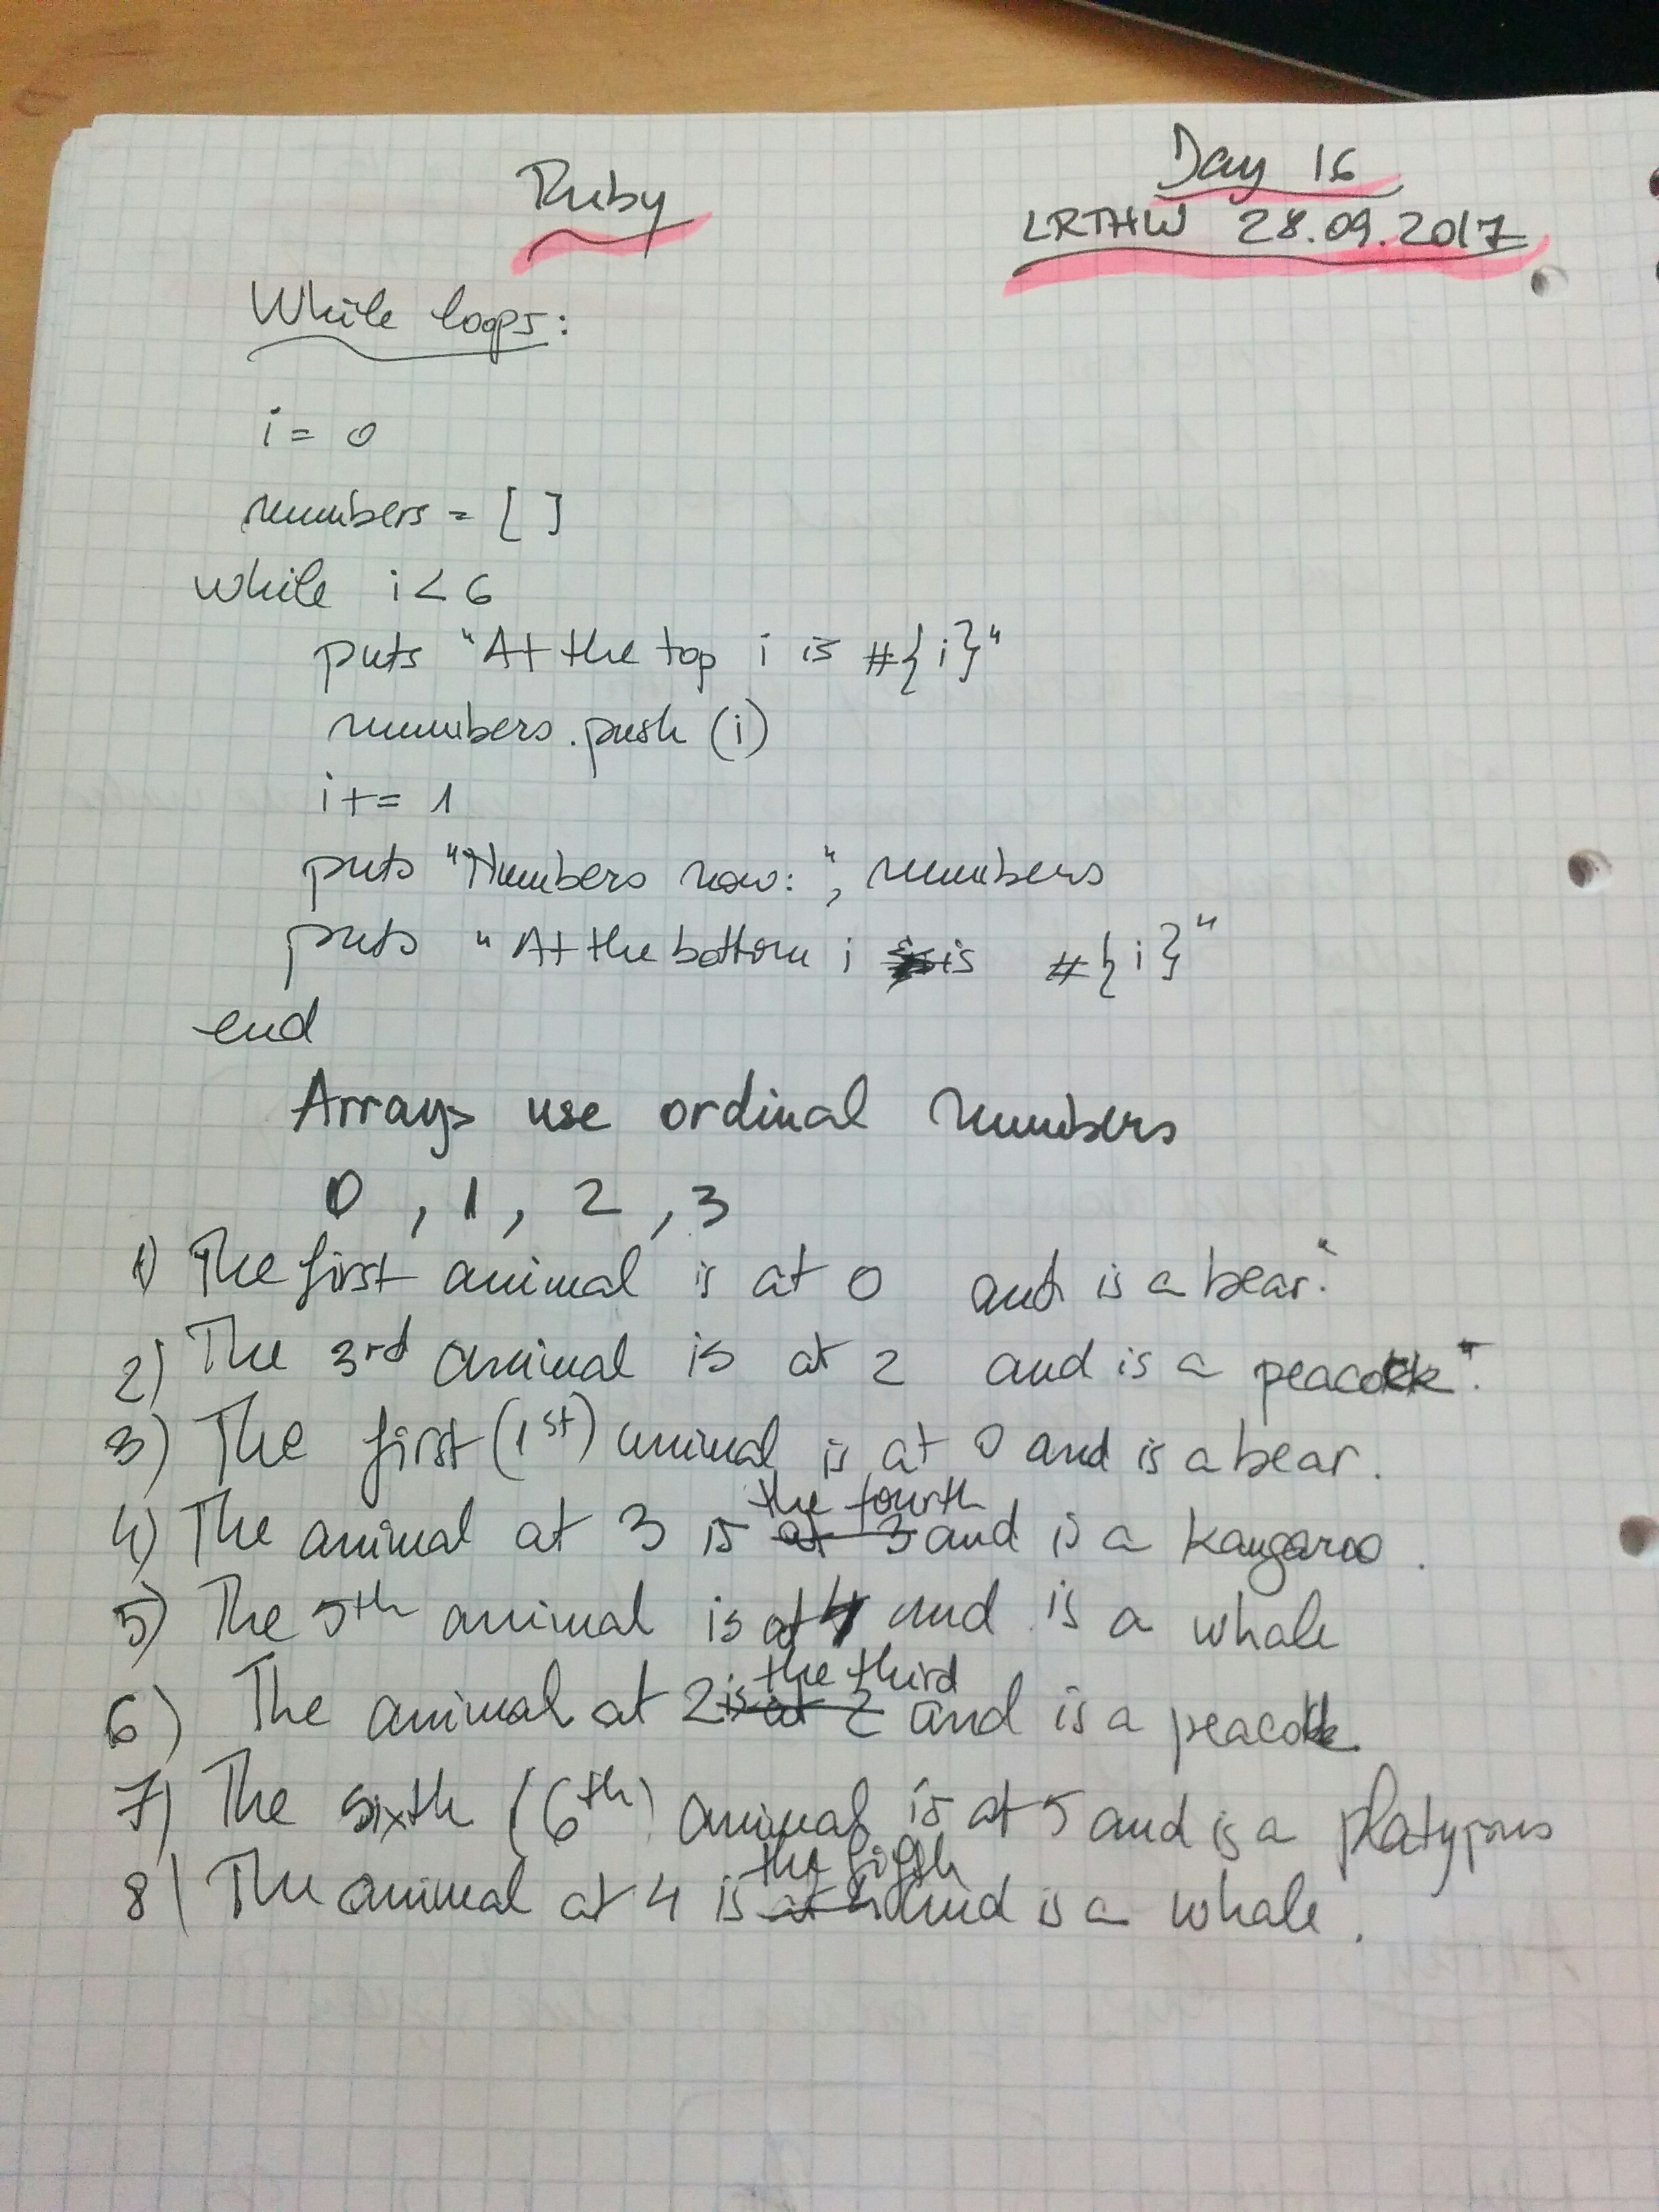 Ruby
Day 16
LRTHW 28.09.2017
While loops:
i = 0
numbers = [ ]
while i < 6
puts "At the top i is #{i}"
numbers.push (i)
i += 1
puts "Numbers now: ", numbers
puts "At the bottom i is #{i}"
end
Arrays use ordinal numbers
0, 1, 2, 3
1) The first animal is at 0 and is a bear."
2) The 3rd animal is at 2 and is a peacock".
3) The first (1st) animal is at 0 and is a bear.
4) The animal at 3 is the fourth and is a kangaroo.
5) The 5th animal is at 4 and is a whale
6) The animal at 2 is the third and is a peacock.
7) The sixth (6th) animal is at 5 and is a platypus
8) The animal at 4 is the fifth and is a whale.